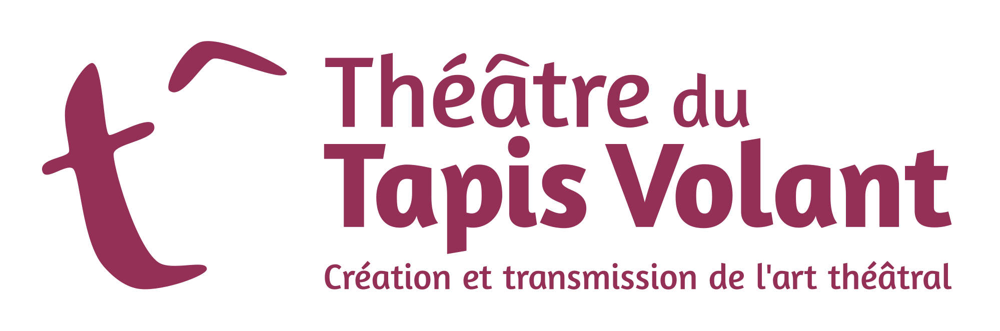 Théâtre du
Tapis Volant
Création et transmission de l'art théâtral